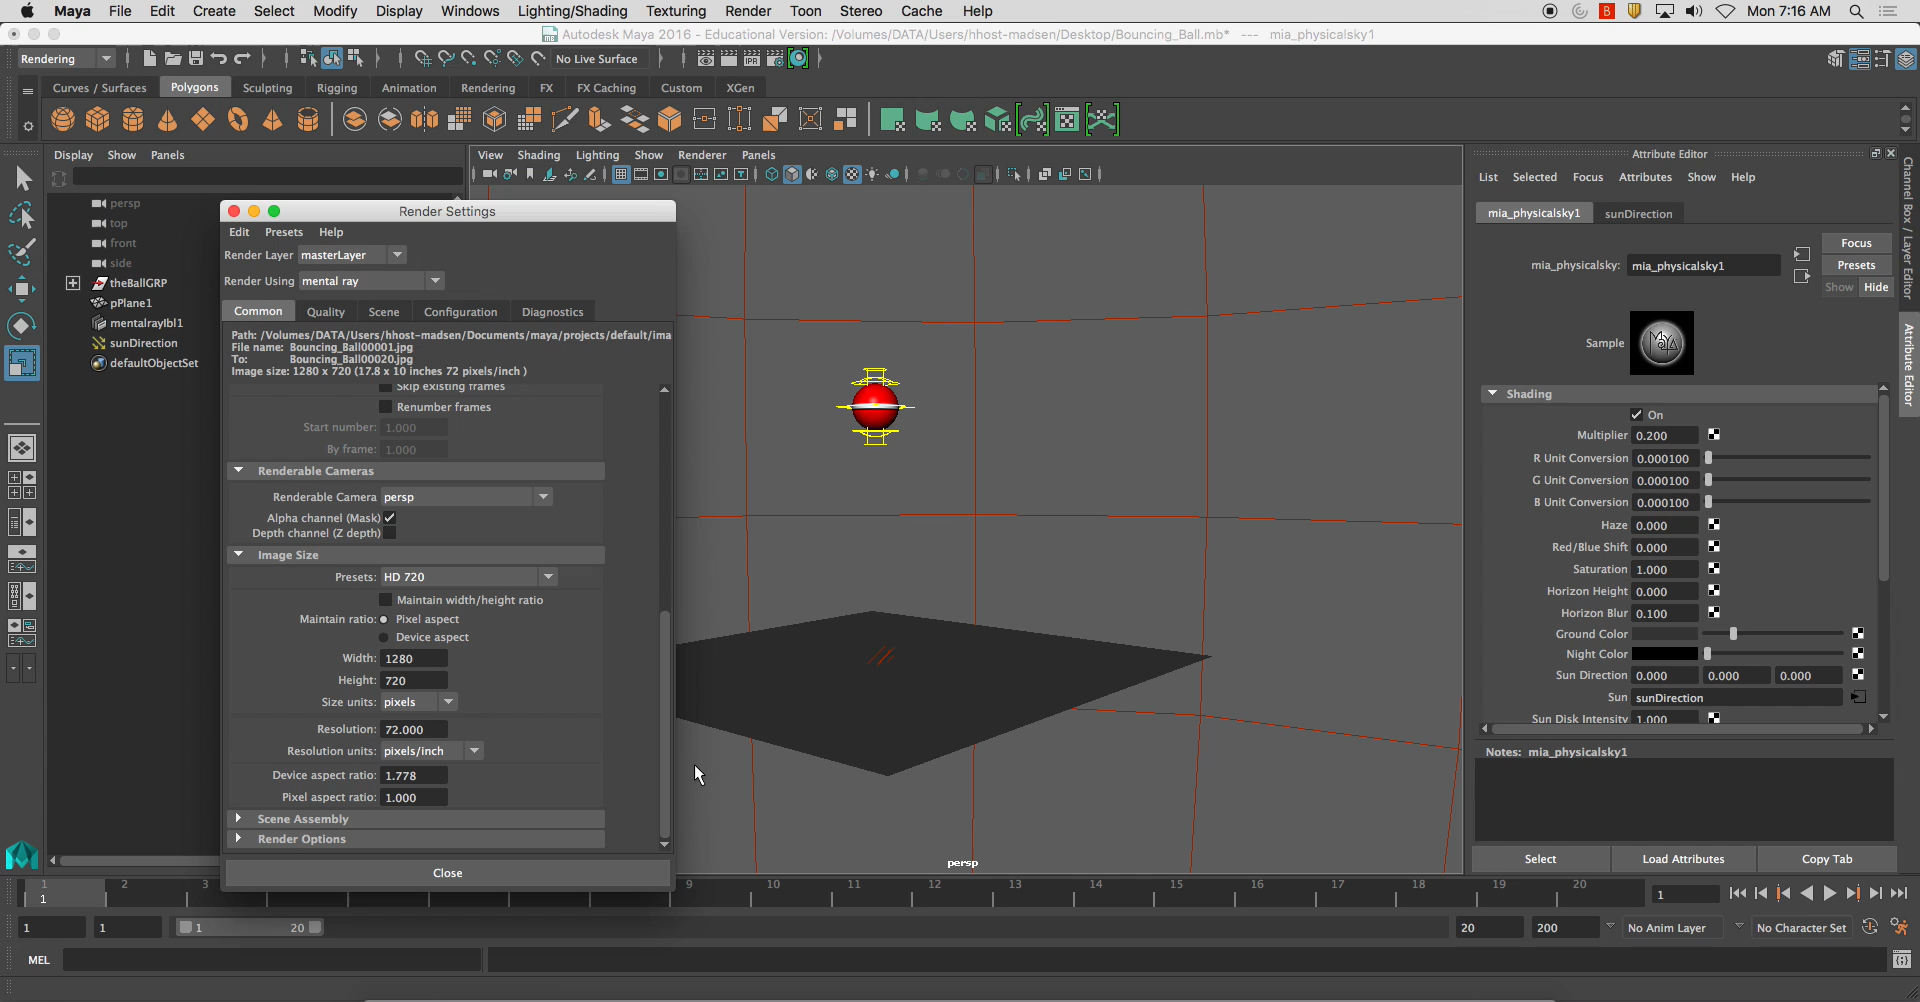 Maya File Edit Create Select Modify Display Windows Lighting/Shading Texturing Render Toon Stereo Cache Help
Mon 7:16 AM
Autodesk Maya 2016 - Educational Version: /Volumes/DATA/Users/hhost-madsen/Desktop/Bouncing_Ball.mb* --- mia_physicalsky1
Rendering
No Live Surface
IPR
Curves / Surfaces Polygons Sculpting Rigging Animation Rendering FX FX Caching Custom XGen
Display Show Panels
persp
top
front
side
theBallGRP
pPlane1
mentalrayIbl1
sunDirection
defaultObjectSet
View Shading Lighting Show Renderer Panels
persp
Render Settings
Edit Presets Help
Render Layer masterLayer
Render Using mental ray
Common Quality Scene Configuration Diagnostics
Path: /Volumes/DATA/Users/hhost-madsen/Documents/maya/projects/default/ima
File name: Bouncing_Ball00001.jpg
To: Bouncing_Ball00020.jpg
Image size: 1280 x 720 (17.8 x 10 inches 72 pixels/inch )
Skip existing frames
Renumber frames
Start number: 1.000
By frame: 1.000
Renderable Cameras
Renderable Camera persp
Alpha channel (Mask)
Depth channel (Z depth)
Image Size
Presets: HD 720
Maintain width/height ratio
Maintain ratio: Pixel aspect
Device aspect
Width: 1280
Height: 720
Size units: pixels
Resolution: 72.000
Resolution units: pixels/inch
Device aspect ratio: 1.778
Pixel aspect ratio: 1.000
Scene Assembly
Render Options
Close
Attribute Editor
List Selected Focus Attributes Show Help
mia_physicalsky1 sunDirection
mia_physicalsky: mia_physicalsky1
Focus
Presets
Show Hide
Sample
Shading
On
Multiplier 0.200
R Unit Conversion 0.000100
G Unit Conversion 0.000100
B Unit Conversion 0.000100
Haze 0.000
Red/Blue Shift 0.000
Saturation 1.000
Horizon Height 0.000
Horizon Blur 0.100
Ground Color
Night Color
Sun Direction 0.000 0.000 0.000
Sun sunDirection
Sun Disk Intensity 1.000
Notes: mia_physicalsky1
Select Load Attributes Copy Tab
Channel Box / Layer Editor
Attribute Editor
1 2 3 9 10 11 12 13 14 15 16 17 18 19 20
1
1
1 1 1 20 20 200 No Anim Layer No Character Set
MEL